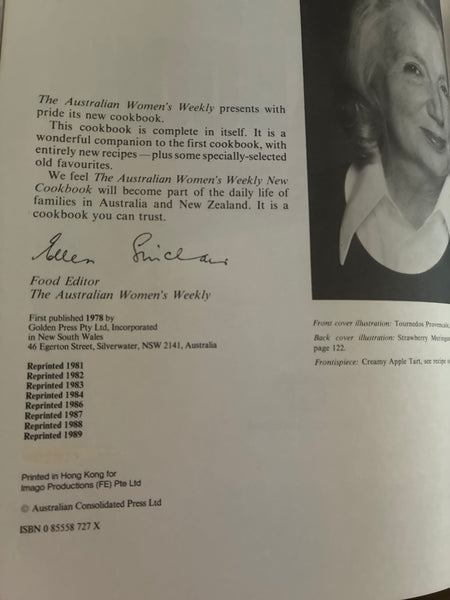 The Australian Women's Weekly presents with
pride its new cookbook.
This cookbook is complete in itself. It is a
wonderful companion to the first cookbook, with
entirely new recipes—plus some specially-selected
old favourites.
We feel The Australian Women's Weekly New
Cookbook will become part of the daily life of
families in Australia and New Zealand. It is a
cookbook you can trust.
Ellen Sinclair
Food Editor
The Australian Women's Weekly
First published 1978 by
Golden Press Pty Ltd, Incorporated
in New South Wales
46 Egerton Street, Silverwater, NSW 2141, Australia
Reprinted 1981
Reprinted 1982
Reprinted 1983
Reprinted 1984
Reprinted 1986
Reprinted 1987
Reprinted 1988
Reprinted 1989
Printed in Hong Kong for
Imago Productions (FE) Pte Ltd
© Australian Consolidated Press Ltd
ISBN 0 85558 727 X
Front cover illustration: Tournedos Provencale,
Back cover illustration: Strawberry Meringu
page 122.
Frontispiece: Creamy Apple Tart, see recipe